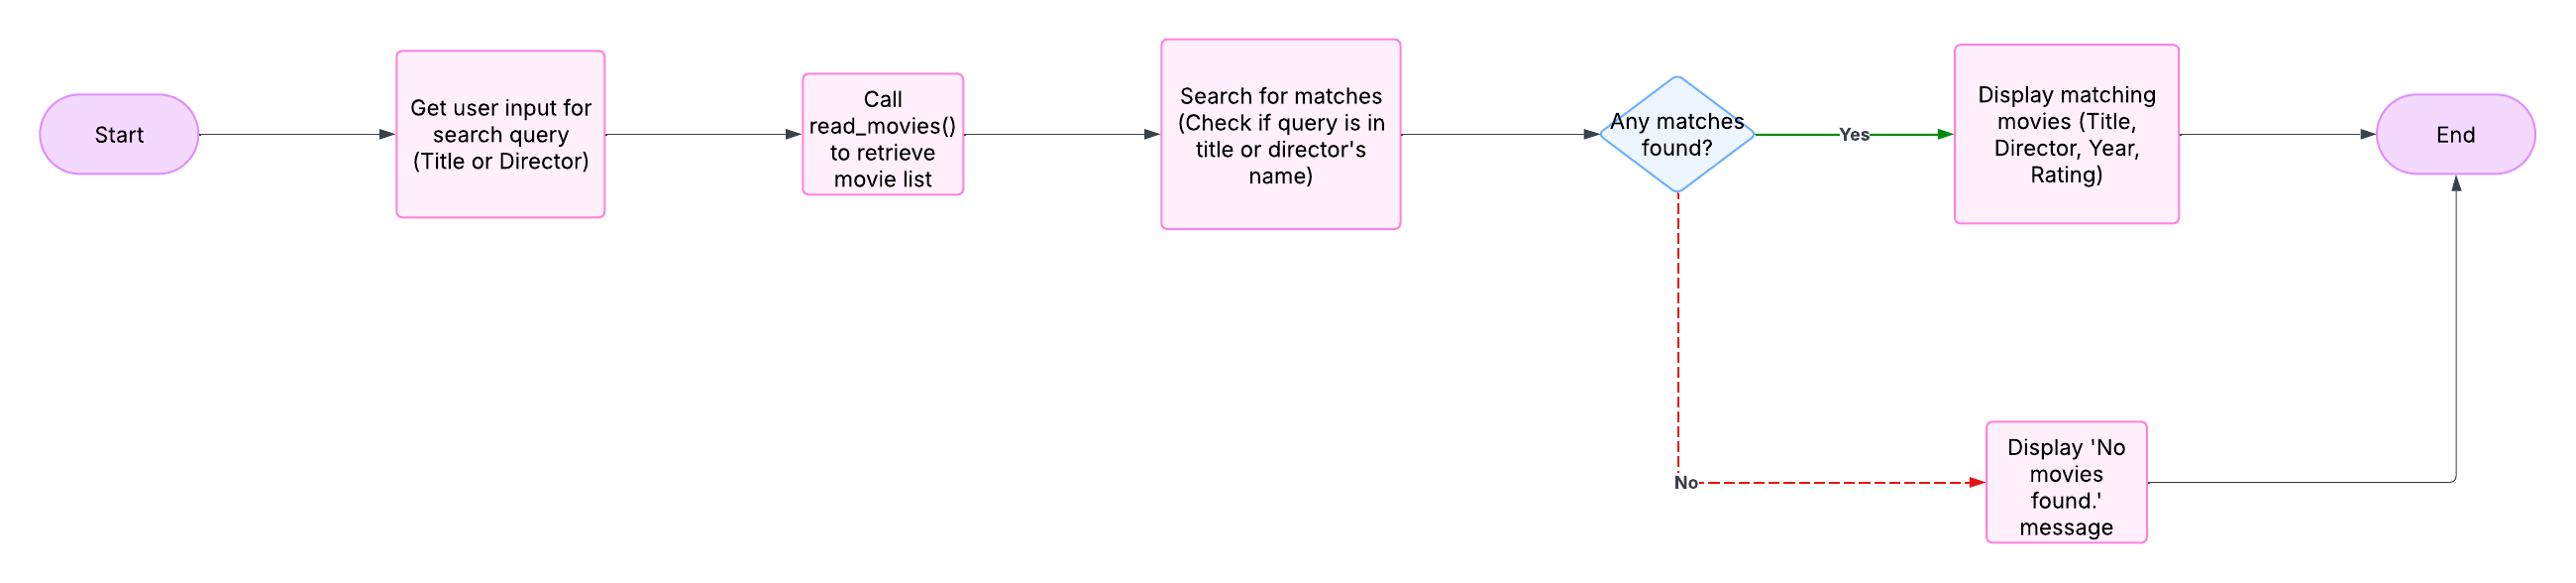 Start
Get user input for
search query
(Title or Director)
Call
read_movies()
to retrieve
movie list
Search for matches
(Check if query is in
title or director's
name)
Any matches
found?
Yes
Display matching
movies (Title,
Director, Year,
Rating)
End
No
Display 'No
movies
found.'
message